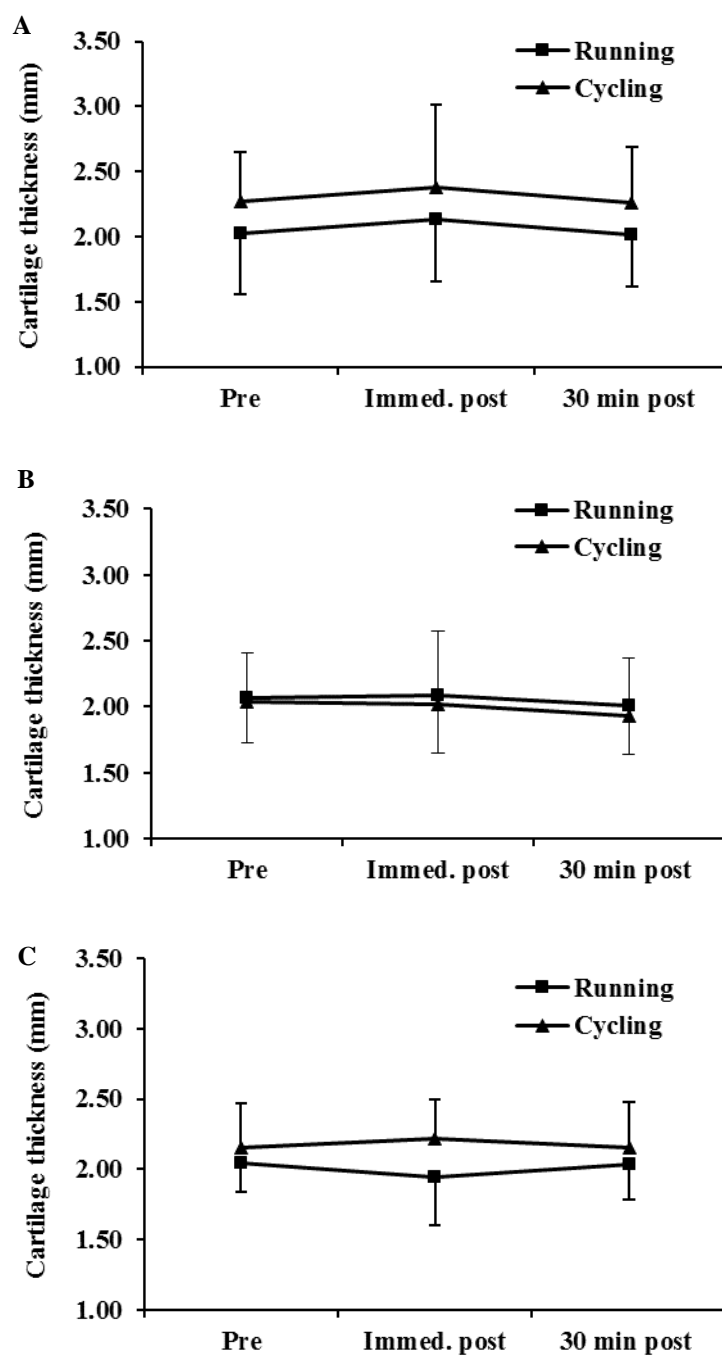 A
Cartilage thickness (mm)
3.50
3.00
2.50
2.00
1.50
1.00
Running
Cycling
Pre
Immed. post
30 min post
B
Cartilage thickness (mm)
3.50
3.00
2.50
2.00
1.50
1.00
Running
Cycling
Pre
Immed. post
30 min post
C
Cartilage thickness (mm)
3.50
3.00
2.50
2.00
1.50
1.00
Running
Cycling
Pre
Immed. post
30 min post